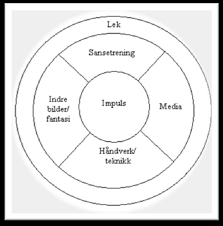 Lek
Sansetrening
Indre
bilder/
fantasi
Impuls
Media
Håndverk/
teknikk